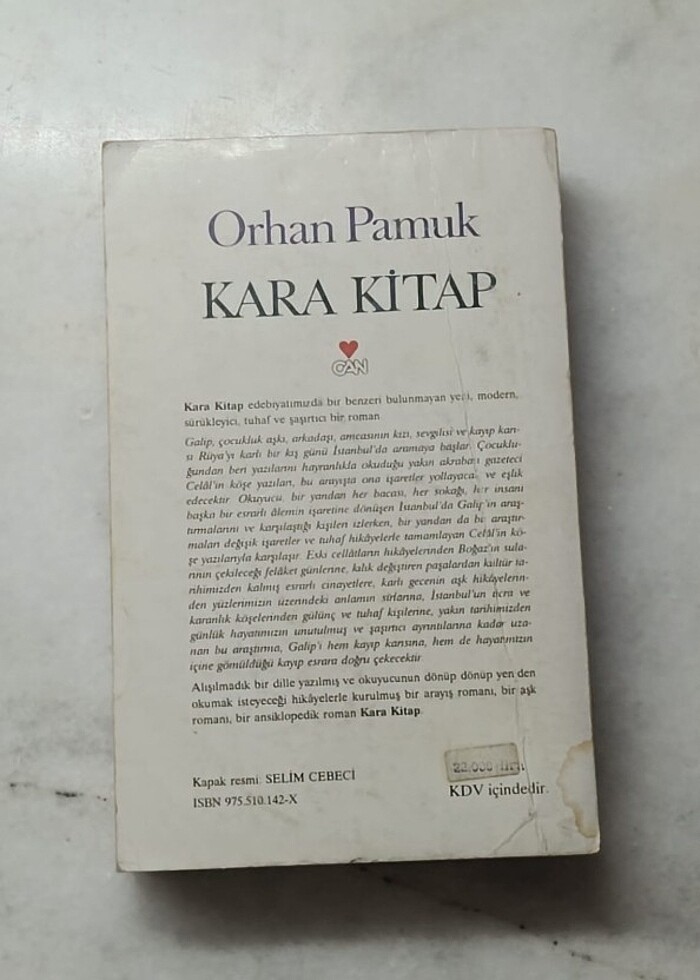 Orhan Pamuk
KARA KİTAP
CAN
Kara Kitap edebiyatımızda bir benzeri bulunmayan yeni, modern,
sürükleyici, tuhaf ve şaşırtıcı bir roman
Galip, çocukluk aşkı, arkadaşı, amcasının kızı, sevgilisi ve kayıp karı-
sı Rüya'yı karlı bir kış günü İstanbul'da aramaya başlar. Çocuklu-
ğundan beri yazılarını hayranlıkla okuduğu yakın akrabası gazeteci
Celâl'in köşe yazıları, bu arayışta ona işaretler yollayacak ve eşlik
edecektir. Okuyucu, bir yandan her bacası, her sokağı, her insanı
başka bir esrarlı âlemin işaretine dönüşen İstanbul'da Galip'in araş-
tırmalarını ve karşılaştığı kişileri izlerken, bir yandan da bu araştır-
maları değişik işaretler ve tuhaf hikâyelerle tamamlayan Celâl'in kö-
şe yazılarıyla karşılaşır. Eski cellâtların hikâyelerinden Boğaz'ın sula-
rının çekileceği felâket günlerine, kılık değiştiren paşalardan kültür ta-
rihimizden kalmış esrarlı cinayetlere, karlı gecenin aşk hikâyelerin-
den yüzlerimizin üzerindeki anlamın sırlarına, İstanbul'un ücra ve
karanlık köşelerinden gülünç ve tuhaf kişilerine, yakın tarihimizden
günlük hayatımızın unutulmuş ve şaşırtıcı ayrıntılarına kadar uza-
nan bu araştırma, Galip'i hem kayıp karısına, hem de hayatımızın
içine gömüldüğü kayıp esrara doğru çekecektir
Alışılmadık bir dille yazılmış ve okuyucunun dönüp dönüp yeniden
okumak isteyeceği hikâyelerle kurulmuş bir arayış romanı, bir aşk
romanı, bir ansiklopedik roman Kara Kitap.
Kapak resmi: SELİM CEBECİ
22.000 lira
ISBN 975.510.142-X
KDV içindedir.